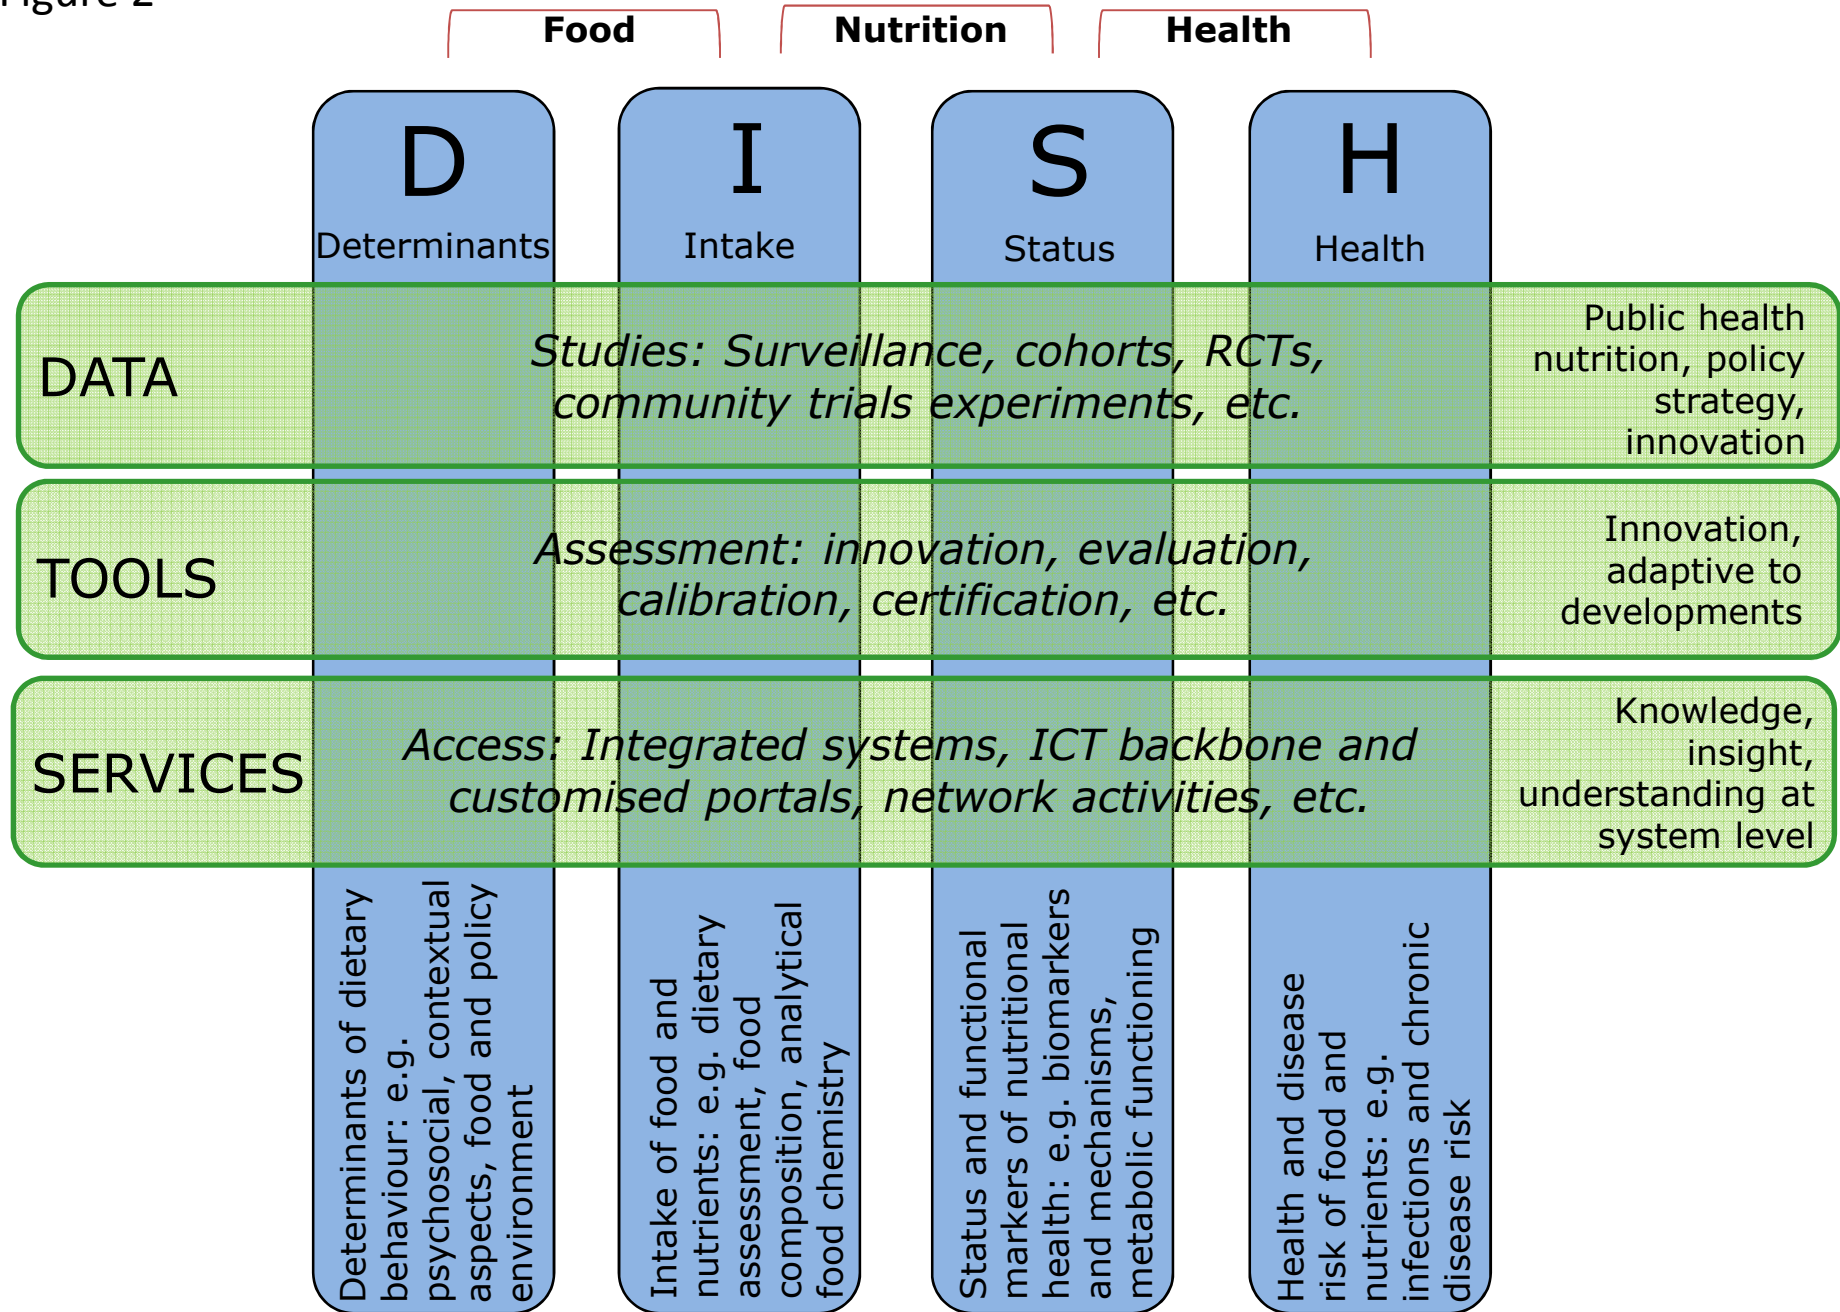 Figure 2
Food
Nutrition
Health
D
I
S
H
Determinants
Intake
Status
Health
DATA
Studies: Surveillance, cohorts, RCTs,
community trials experiments, etc.
Public health
nutrition, policy
strategy,
innovation
TOOLS
Assessment: innovation, evaluation,
calibration, certification, etc.
Innovation,
adaptive to
developments
SERVICES
Access: Integrated systems, ICT backbone and
customised portals, network activities, etc.
Knowledge,
insight,
understanding at
system level
Determinants of dietary
behaviour: e.g.
psychosocial, contextual
aspects, food and policy
environment
Intake of food and
nutrients: e.g. dietary
assessment, food
composition, analytical
food chemistry
Status and functional
markers of nutritional
health: e.g. biomarkers
and mechanisms,
metabolic functioning
Health and disease
risk of food and
nutrients: e.g.
infections and chronic
disease risk